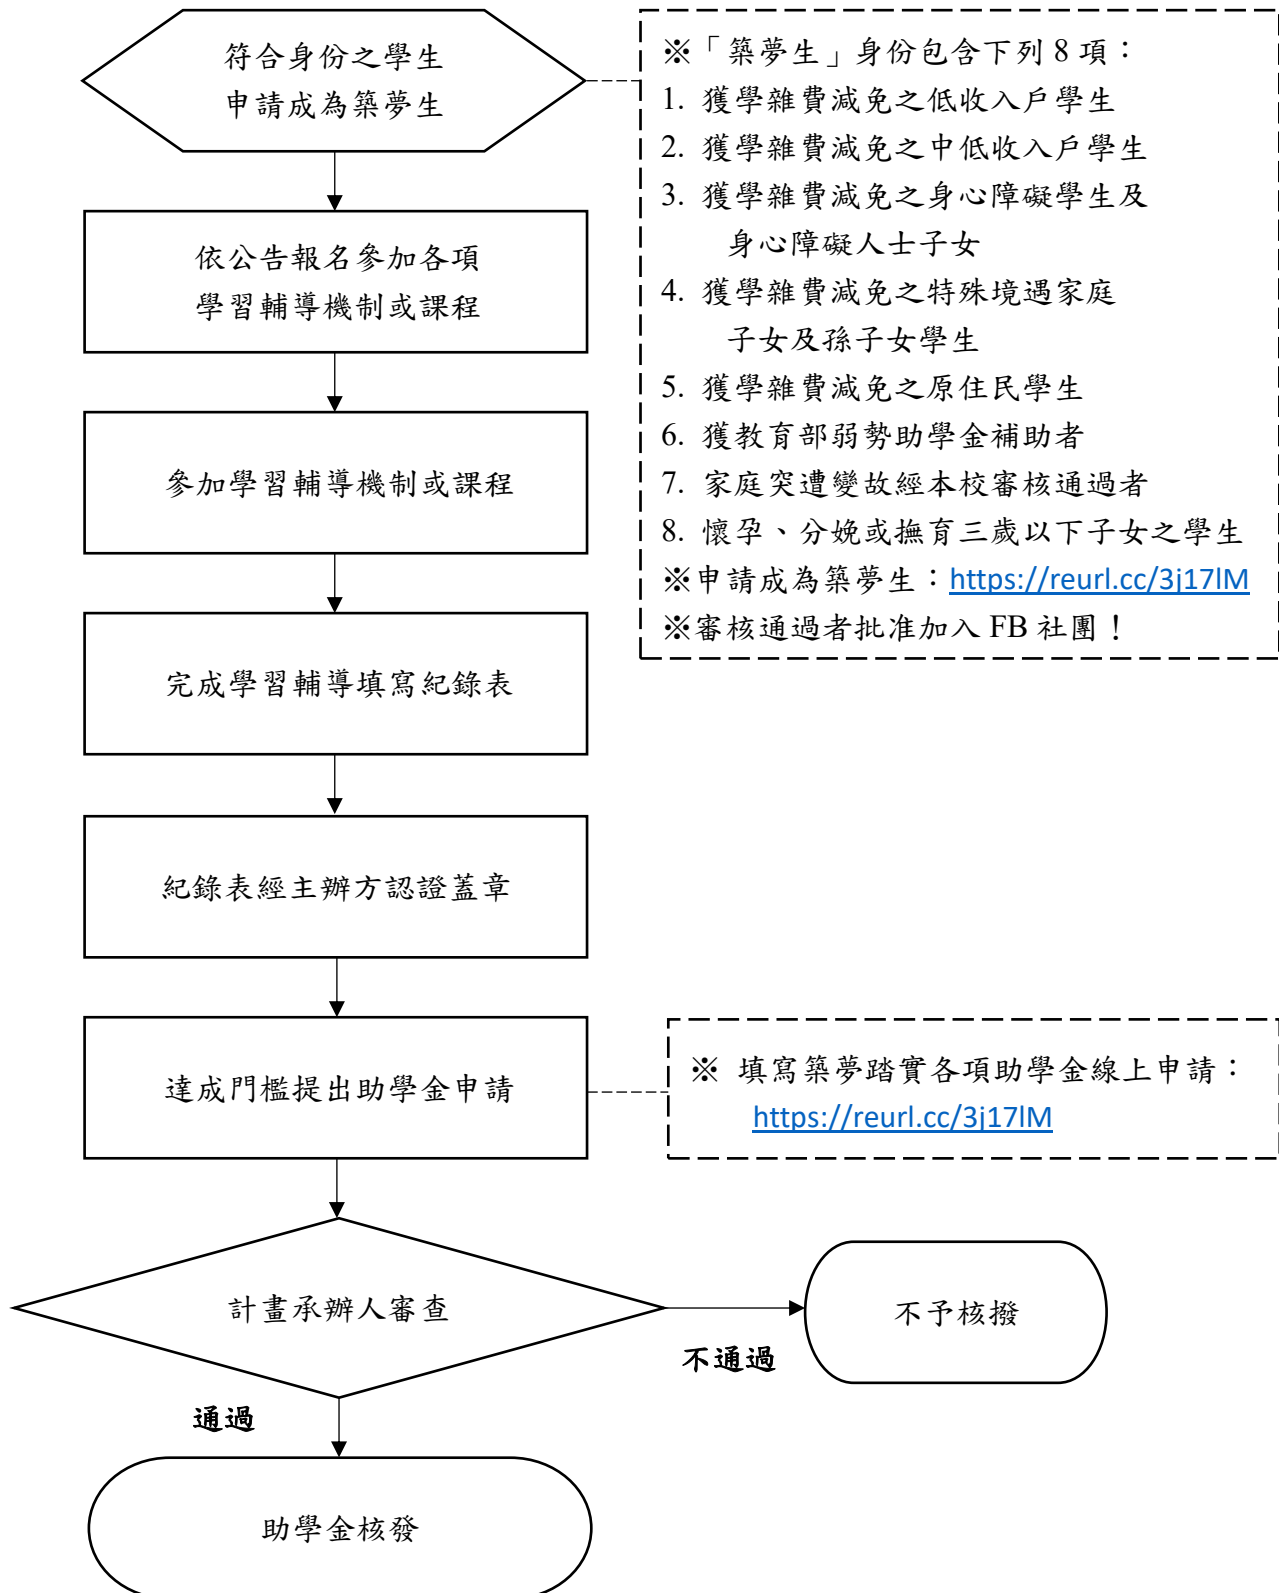 符合身份之學生
申請成為築夢生
※「築夢生」身份包含下列 8 項：
1. 獲學雜費減免之低收入戶學生
2. 獲學雜費減免之中低收入戶學生
3. 獲學雜費減免之身心障礙學生及
身心障礙人士子女
4. 獲學雜費減免之特殊境遇家庭
子女及孫子女學生
5. 獲學雜費減免之原住民學生
6. 獲教育部弱勢助學金補助者
7. 家庭突遭變故經本校審核通過者
8. 懷孕、分娩或撫育三歲以下子女之學生
※申請成為築夢生：https://reurl.cc/3j17lM
※審核通過者批准加入 FB 社團！
依公告報名參加各項
學習輔導機制或課程
參加學習輔導機制或課程
完成學習輔導填寫紀錄表
紀錄表經主辦方認證蓋章
達成門檻提出助學金申請
※ 填寫築夢踏實各項助學金線上申請：
https://reurl.cc/3j17lM
計畫承辦人審查
不予核撥
不通過
通過
助學金核發